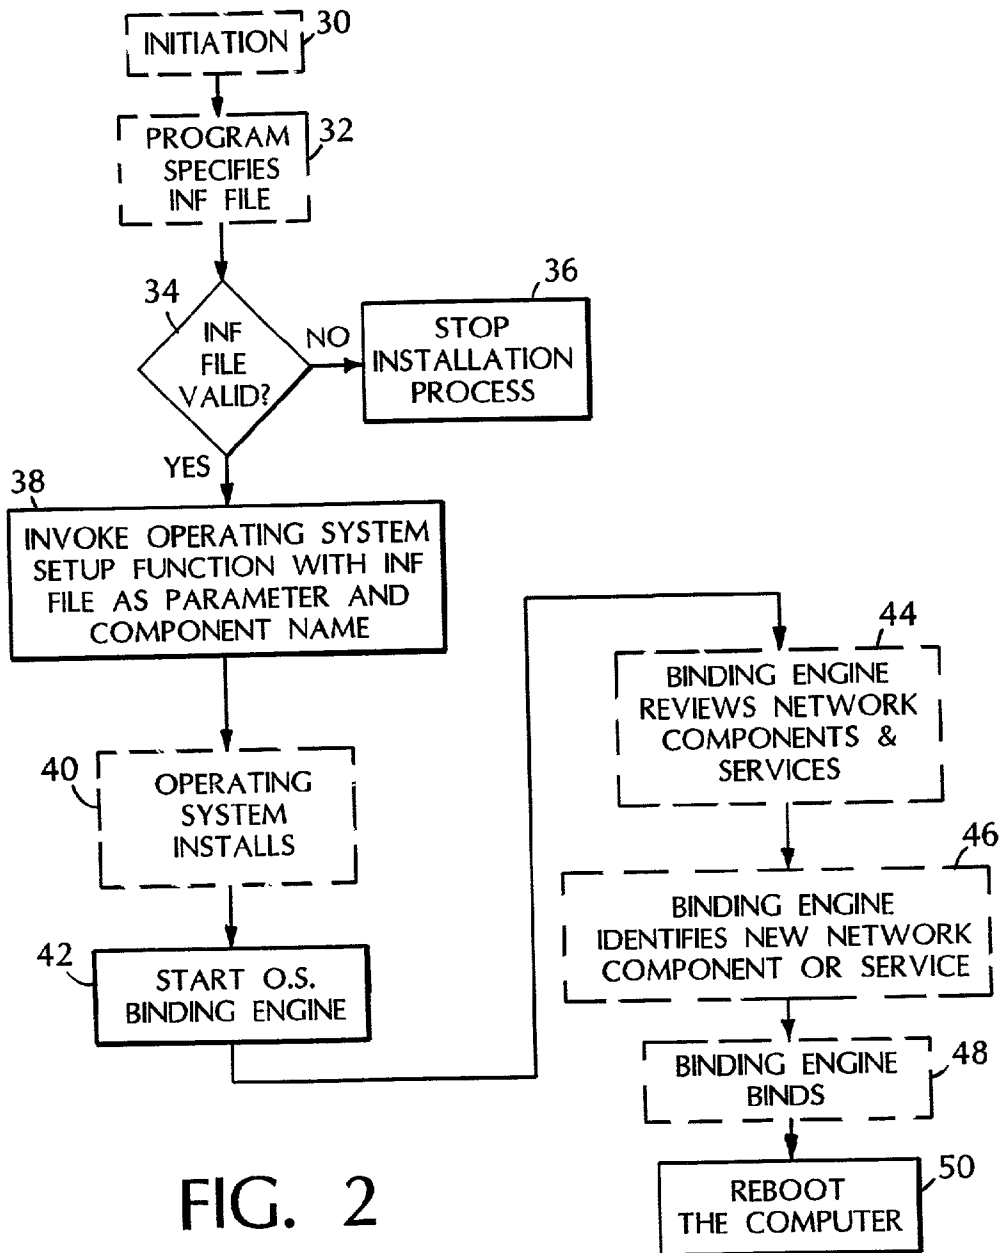 INITIATION
30
PROGRAM
SPECIFIES
INF FILE
32
34
INF
FILE
VALID?
NO
36
STOP
INSTALLATION
PROCESS
YES
38
INVOKE OPERATING SYSTEM
SETUP FUNCTION WITH INF
FILE AS PARAMETER AND
COMPONENT NAME
40
OPERATING
SYSTEM
INSTALLS
42
START O.S.
BINDING ENGINE
44
BINDING ENGINE
REVIEWS NETWORK
COMPONENTS &
SERVICES
46
BINDING ENGINE
IDENTIFIES NEW NETWORK
COMPONENT OR SERVICE
BINDING ENGINE
BINDS
48
REBOOT
THE COMPUTER
50
FIG. 2